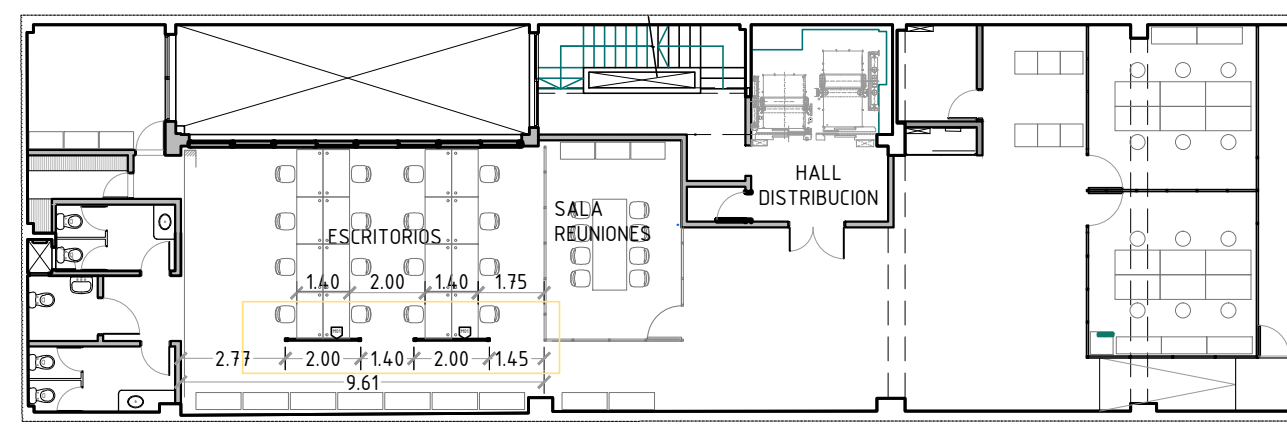 HALL
DISTRIBUCION
SALA
REUNIONES
ESCRITORIOS
1.40 2.00 1.40 1.75
2.77 2.00 1.40 2.00 1.45
9.61